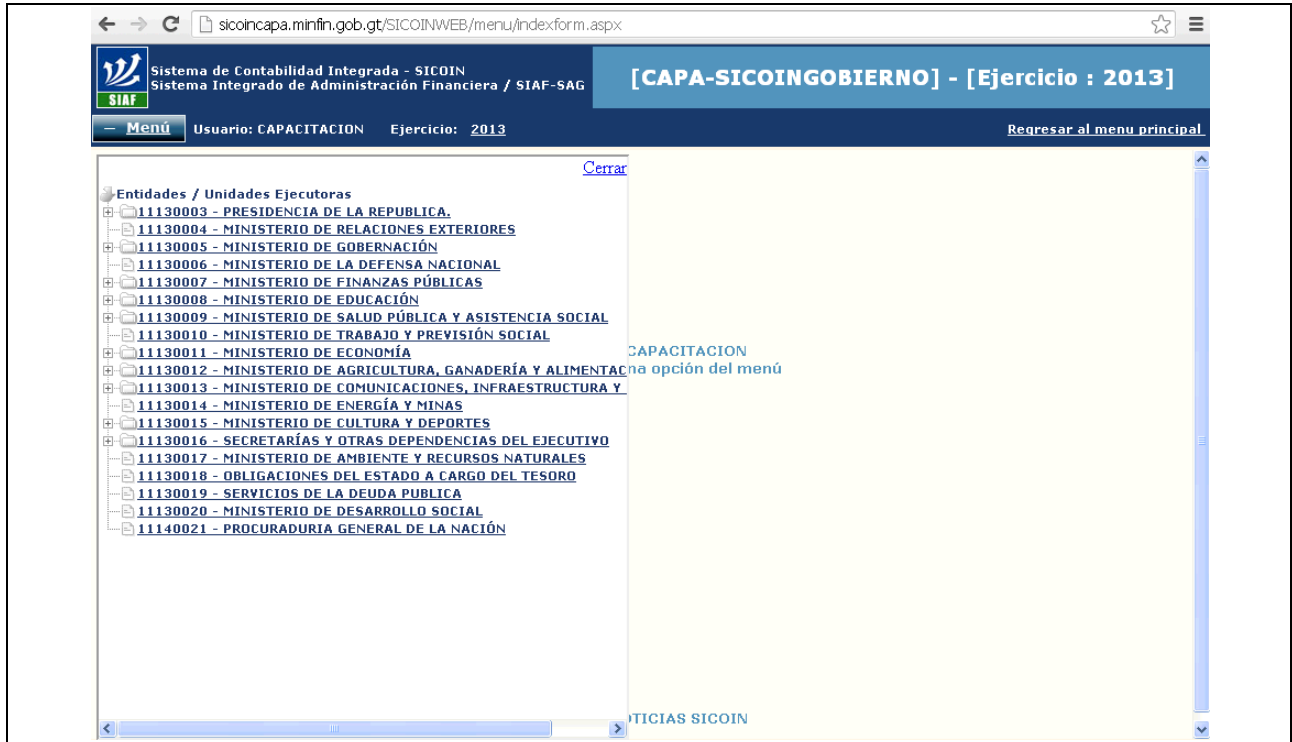 sicoincapa.minfin.gob.gt/SICOINWEB/menu/indexform.aspx
Sistema de Contabilidad Integrada - SICOIN
Sistema Integrado de Administración Financiera / SIAF-SAG
SIAF
[CAPA-SICOINGOBIERNO] - [Ejercicio : 2013]
— Menú Usuario: CAPACITACION Ejercicio: 2013 Regresar al menu principal
Cerrar
Entidades / Unidades Ejecutoras
11130003 - PRESIDENCIA DE LA REPUBLICA.
11130004 - MINISTERIO DE RELACIONES EXTERIORES
11130005 - MINISTERIO DE GOBERNACIÓN
11130006 - MINISTERIO DE LA DEFENSA NACIONAL
11130007 - MINISTERIO DE FINANZAS PÚBLICAS
11130008 - MINISTERIO DE EDUCACIÓN
11130009 - MINISTERIO DE SALUD PÚBLICA Y ASISTENCIA SOCIAL
11130010 - MINISTERIO DE TRABAJO Y PREVISIÓN SOCIAL
11130011 - MINISTERIO DE ECONOMÍA
11130012 - MINISTERIO DE AGRICULTURA, GANADERÍA Y ALIMENTAC
11130013 - MINISTERIO DE COMUNICACIONES, INFRAESTRUCTURA Y
11130014 - MINISTERIO DE ENERGÍA Y MINAS
11130015 - MINISTERIO DE CULTURA Y DEPORTES
11130016 - SECRETARÍAS Y OTRAS DEPENDENCIAS DEL EJECUTIVO
11130017 - MINISTERIO DE AMBIENTE Y RECURSOS NATURALES
11130018 - OBLIGACIONES DEL ESTADO A CARGO DEL TESORO
11130019 - SERVICIOS DE LA DEUDA PUBLICA
11130020 - MINISTERIO DE DESARROLLO SOCIAL
11140021 - PROCURADURIA GENERAL DE LA NACIÓN
CAPACITACION
na opción del menú
OTICIAS SICOIN